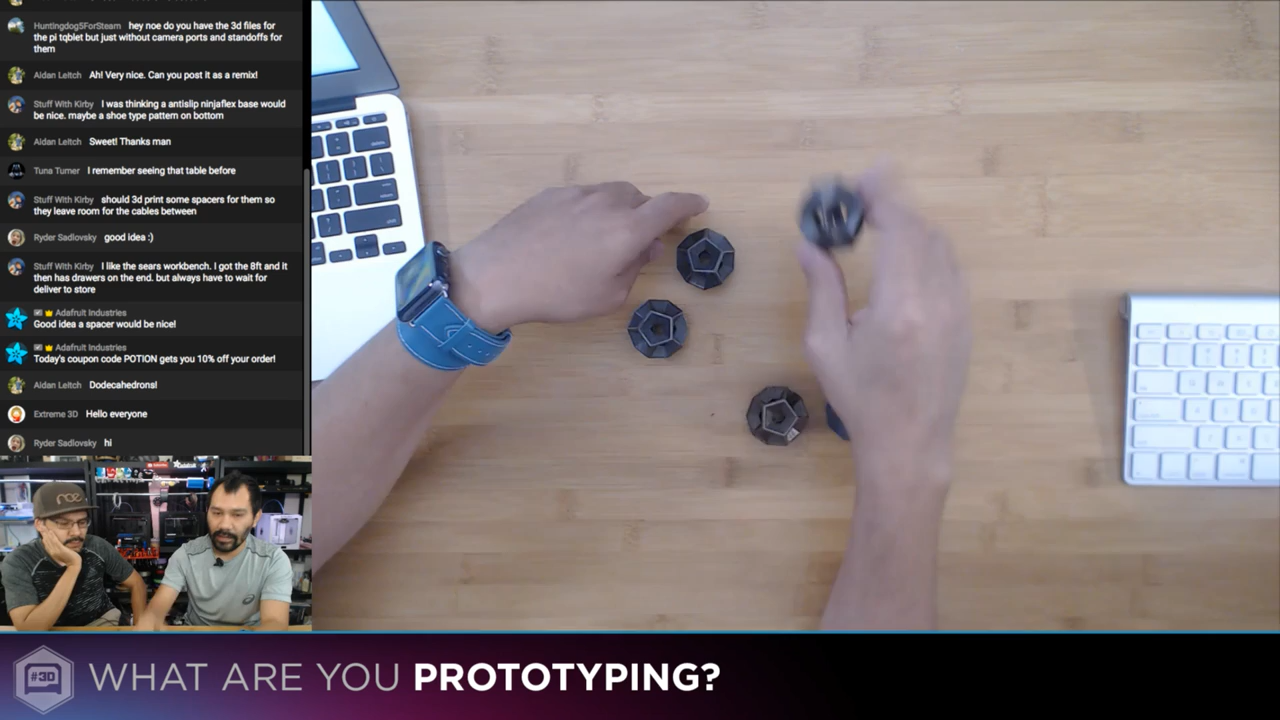 Huntingdog5ForSteam hey noe do you have the 3d files for
the pi tqblet but just without camera ports and standoffs for
them
Aidan Leitch Ah! Very nice. Can you post it as a remix!
Stuff With Kirby I was thinking a antislip ninjaflex base would
be nice. maybe a shoe type pattern on bottom
Aidan Leitch Sweet! Thanks man
Tuna Turner I remember seeing that table before
Stuff With Kirby should 3d print some spacers for them so
they leave room for the cables between
Ryder Sadlovsky good idea :)
Stuff With Kirby I like the sears workbench. I got the 8ft and it
then has drawers on the end. but always have to wait for
deliver to store
Adafruit Industries
Good idea a spacer would be nice!
Adafruit Industries
Today's coupon code POTION gets you 10% off your order!
Aidan Leitch Dodecahedrons!
Extreme 3D Hello everyone
Ryder Sadlovsky hi
noe
#3D
WHAT ARE YOU PROTOTYPING?